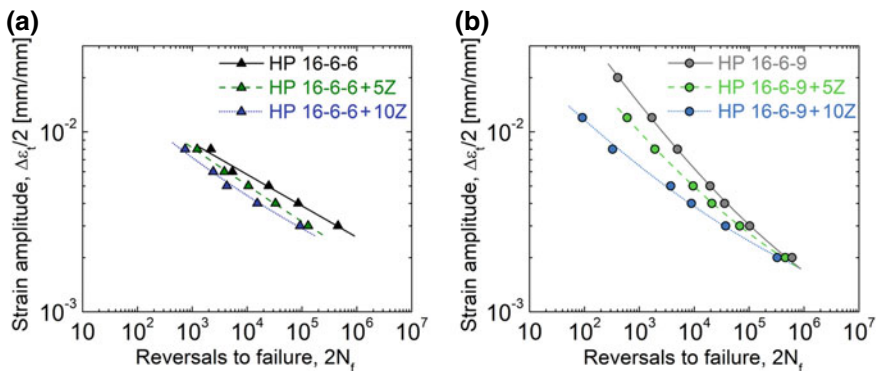 (a)
HP 16-6-6
HP 16-6-6+5Z
HP 16-6-6+10Z
Strain amplitude, Δεt/2 [mm/mm]
10^-2
10^-3
10 10^2 10^3 10^4 10^5 10^6 10^7
Reversals to failure, 2Nf
(b)
HP 16-6-9
HP 16-6-9+5Z
HP 16-6-9+10Z
Strain amplitude, Δεt/2 [mm/mm]
10^-2
10^-3
10 10^2 10^3 10^4 10^5 10^6 10^7
Reversals to failure, 2Nf